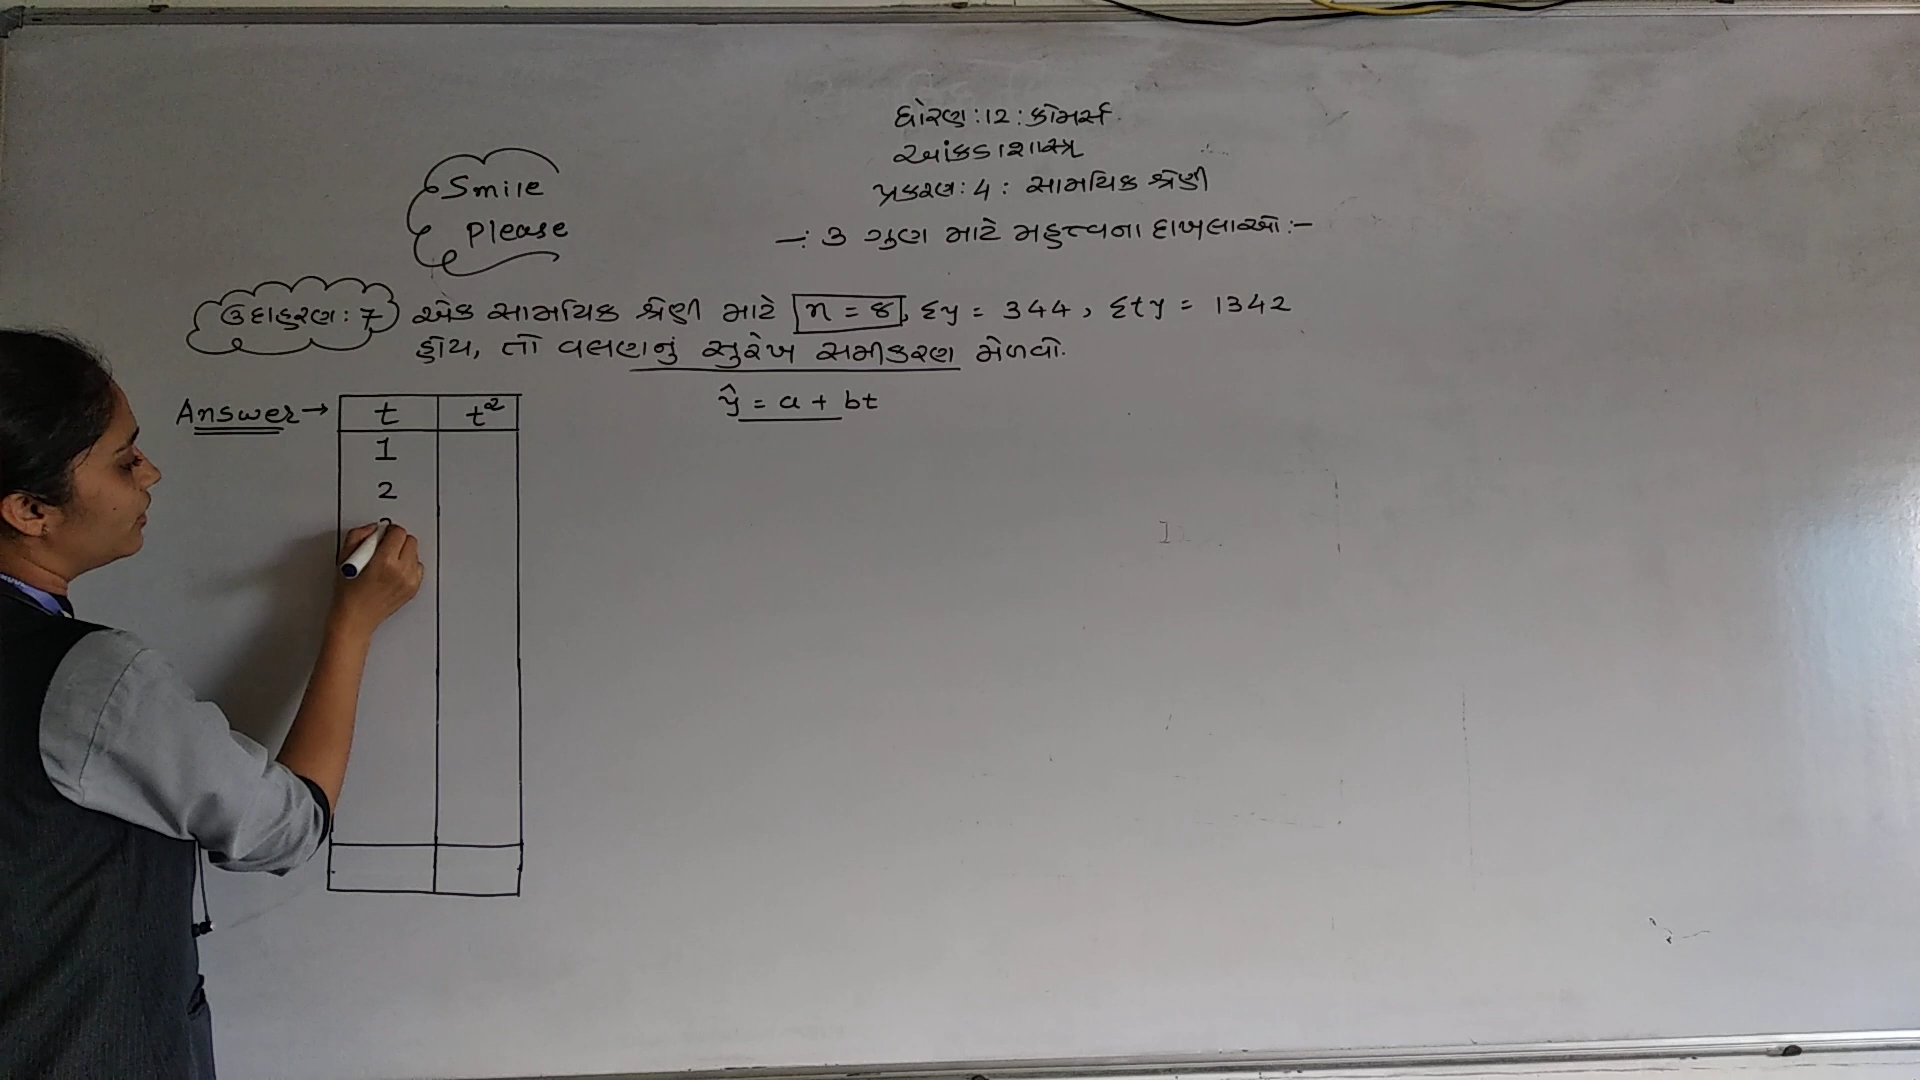 ધોરણ : 12 : કોમર્સ.
આંકડાશાસ્ત્ર
પ્રકરણ : 4 : સામયિક શ્રેણી
-: ૩ ગુણ માટે મહત્ત્વના દાખલાઓ :-
Smile
Please
ઉદાહરણ : 7 એક સામયિક શ્રેણી માટે n = 8, Σy = 344, Σty = 1342
હોય, તો વલણનું સુરેખ સમીકરણ મેળવો.
ŷ = a + bt
Answer →
t t²
1
2